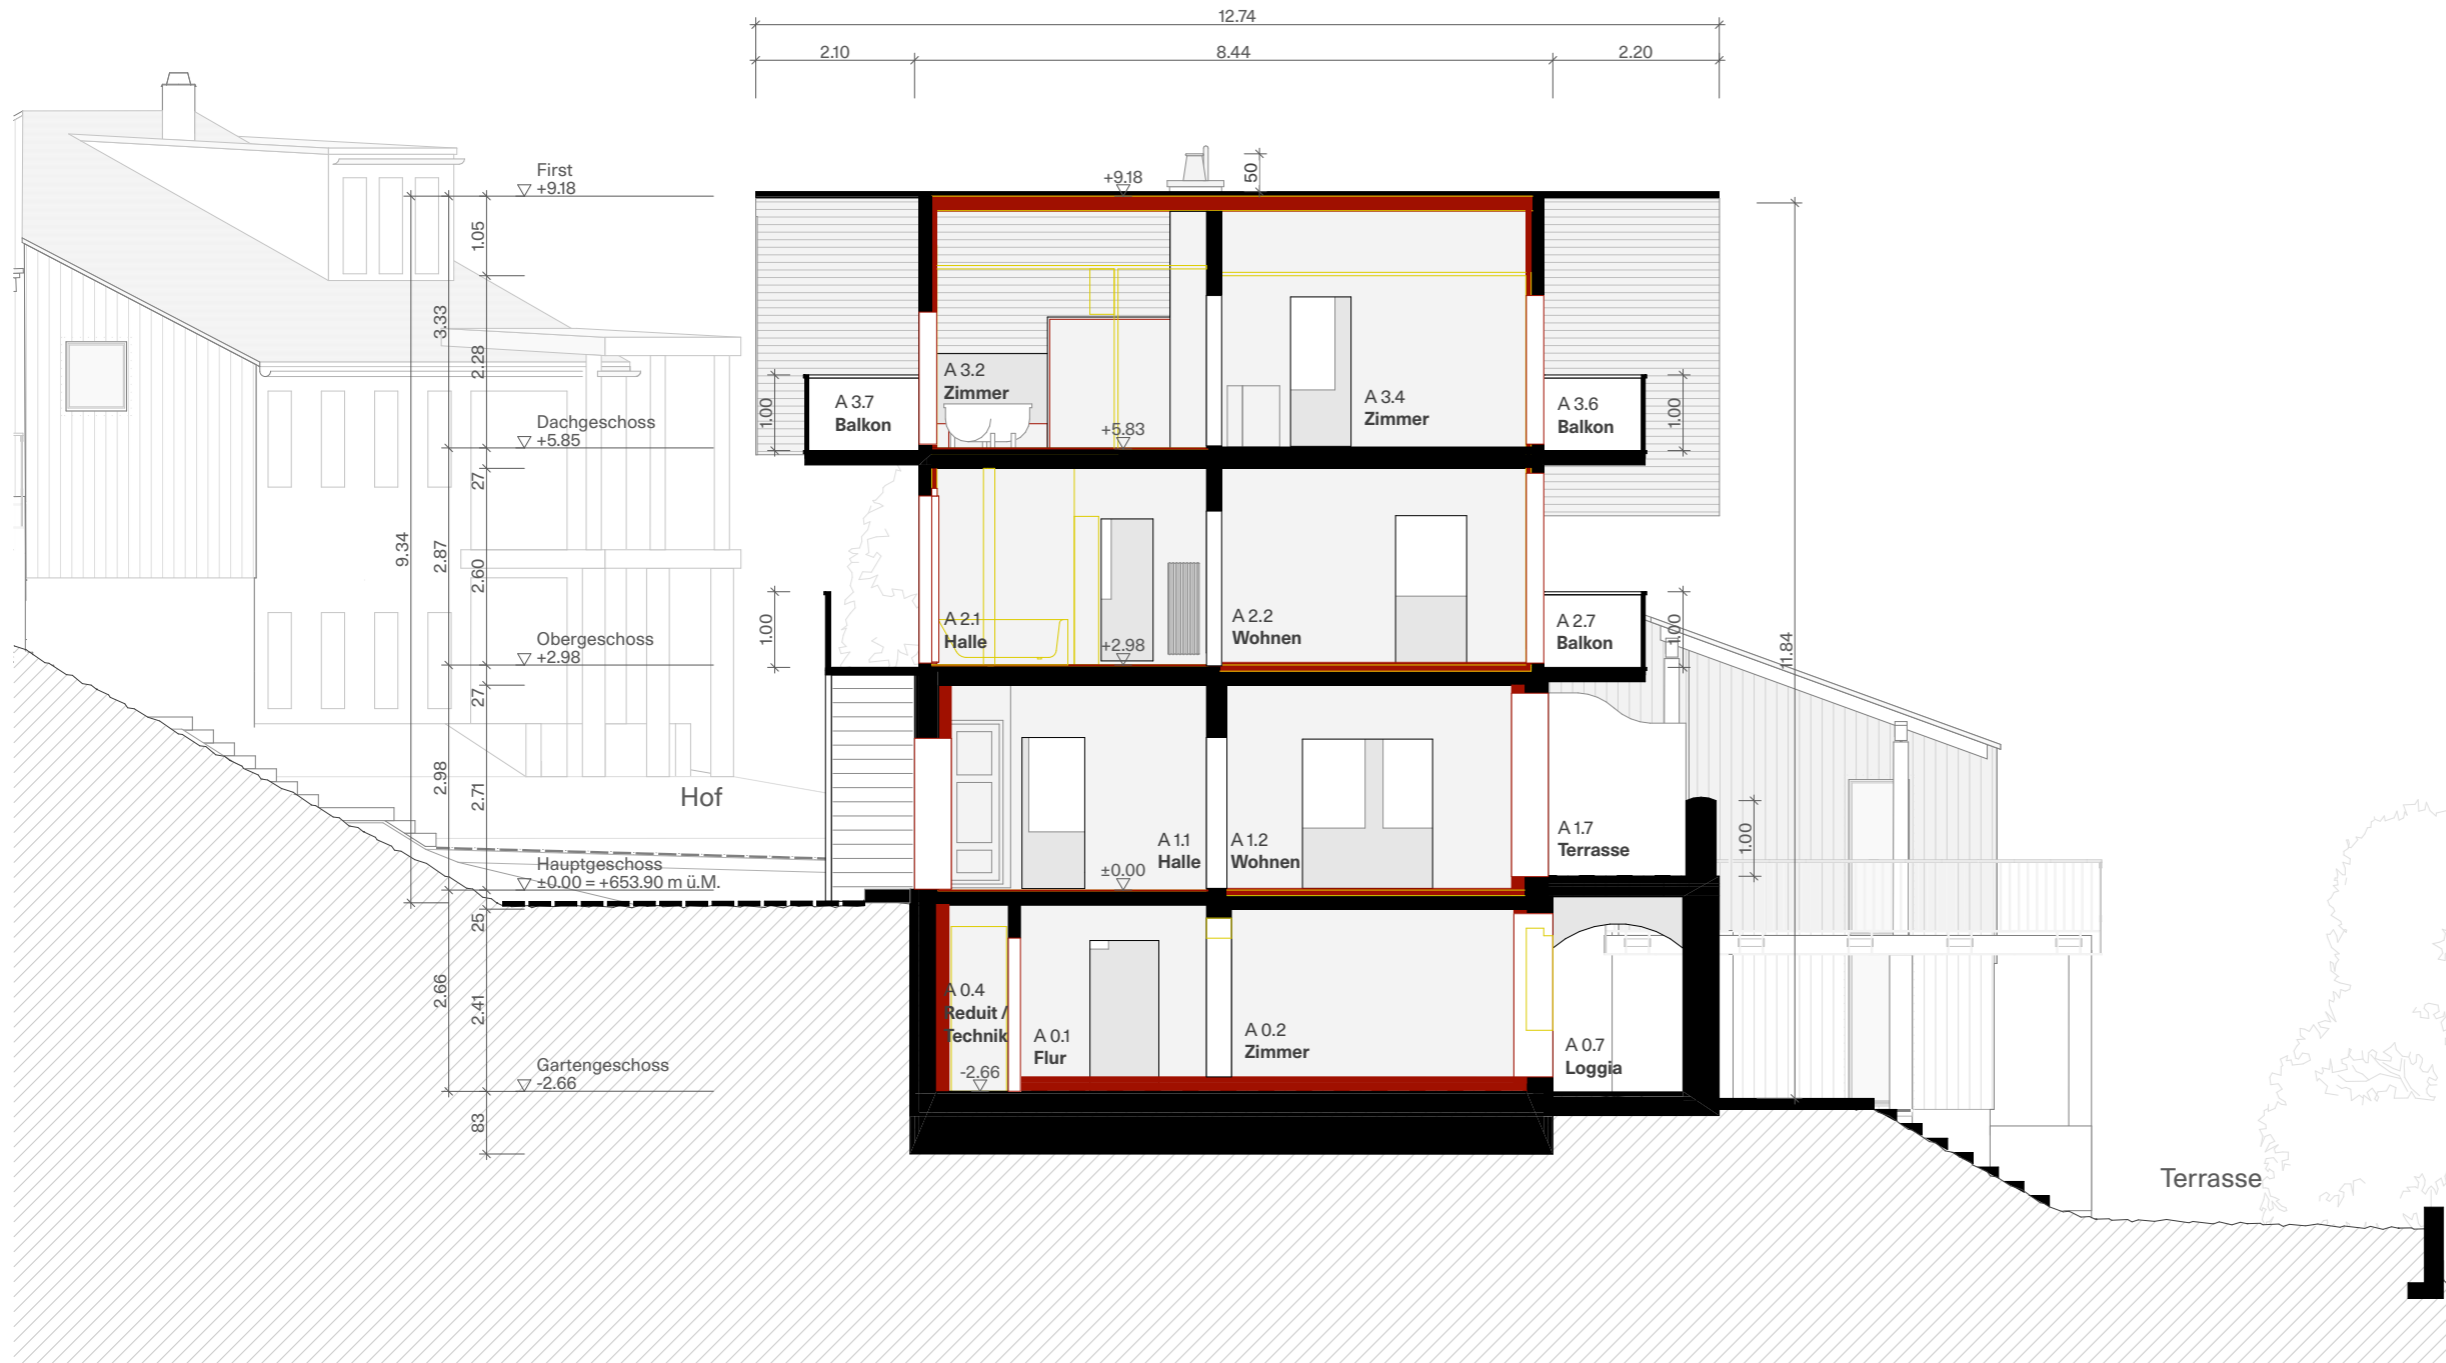 12.74
2.10
8.44
2.20
First
+9.18
+9.18
50
1.05
3.33
2.28
A 3.2
Zimmer
A 3.7
Balkon
1.00
A 3.4
Zimmer
A 3.6
Balkon
1.00
Dachgeschoss
+5.85
+5.83
27
9.34
2.87
2.60
A 2.1
Halle
+2.98
A 2.2
Wohnen
A 2.7
Balkon
1.00
1.00
11.84
Obergeschoss
+2.98
27
2.98
2.71
Hof
A 1.1
Halle
A 1.2
Wohnen
A 1.7
Terrasse
1.00
Hauptgeschoss
±0.00 = +653.90 m ü.M.
±0.00
25
2.66
2.41
A 0.4
Reduit /
Technik
-2.66
A 0.1
Flur
A 0.2
Zimmer
A 0.7
Loggia
Gartengeschoss
-2.66
83
Terrasse